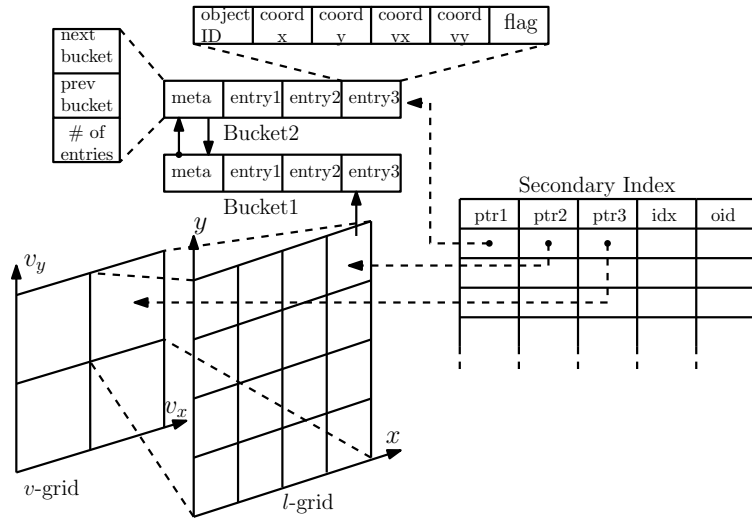 object coord coord coord coord flag
ID x y vx vy
next
bucket
prev
bucket
# of
entries
meta entry1 entry2 entry3
Bucket2
meta entry1 entry2 entry3
Bucket1
Secondary Index
ptr1 ptr2 ptr3 idx oid
y
v_y
v_x
x
v-grid
l-grid